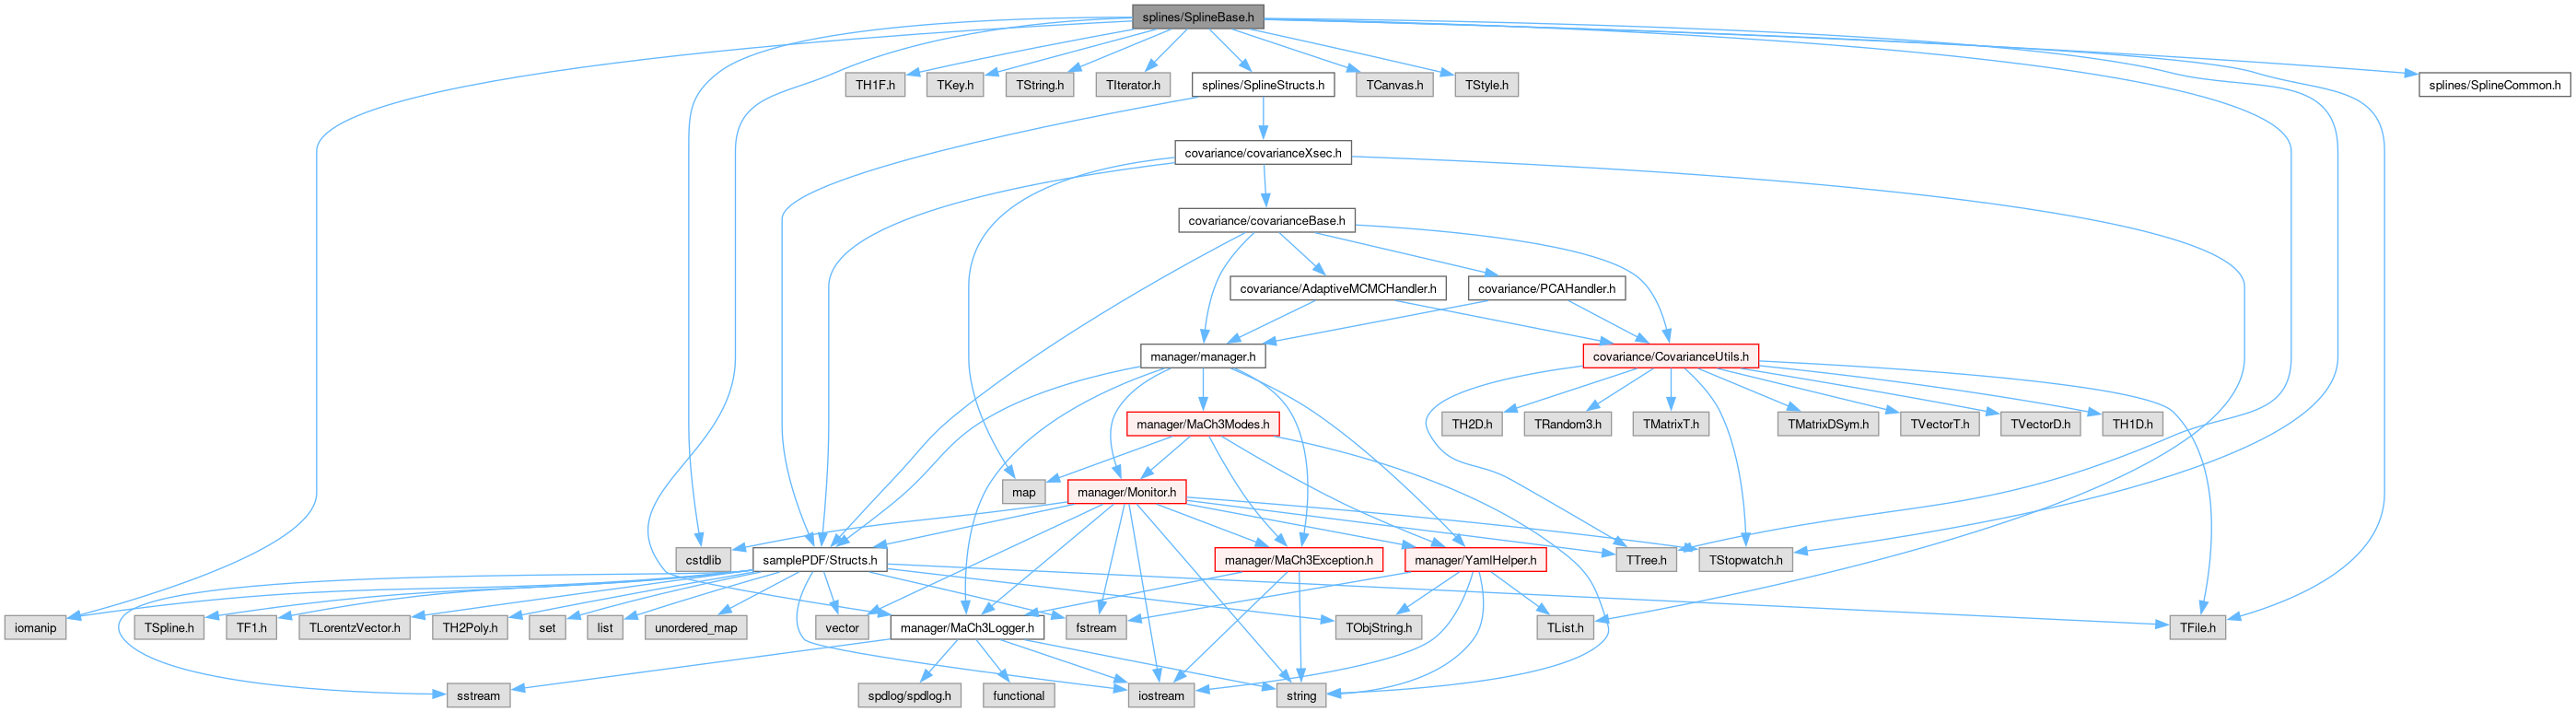 splines/SplineBase.h
TH1F.h
TKey.h
TString.h
TIterator.h
splines/SplineStructs.h
TCanvas.h
TStyle.h
splines/SplineCommon.h
covariance/covarianceXsec.h
covariance/covarianceBase.h
covariance/AdaptiveMCMCHandler.h
covariance/PCAHandler.h
manager/manager.h
covariance/CovarianceUtils.h
manager/MaCh3Modes.h
TH2D.h
TRandom3.h
TMatrixT.h
TMatrixDSym.h
TVectorT.h
TVectorD.h
TH1D.h
map
manager/Monitor.h
cstdlib
samplePDF/Structs.h
manager/MaCh3Exception.h
manager/YamlHelper.h
TTree.h
TStopwatch.h
iomanip
TSpline.h
TF1.h
TLorentzVector.h
TH2Poly.h
set
list
unordered_map
vector
manager/MaCh3Logger.h
fstream
TObjString.h
TList.h
TFile.h
sstream
spdlog/spdlog.h
functional
iostream
string